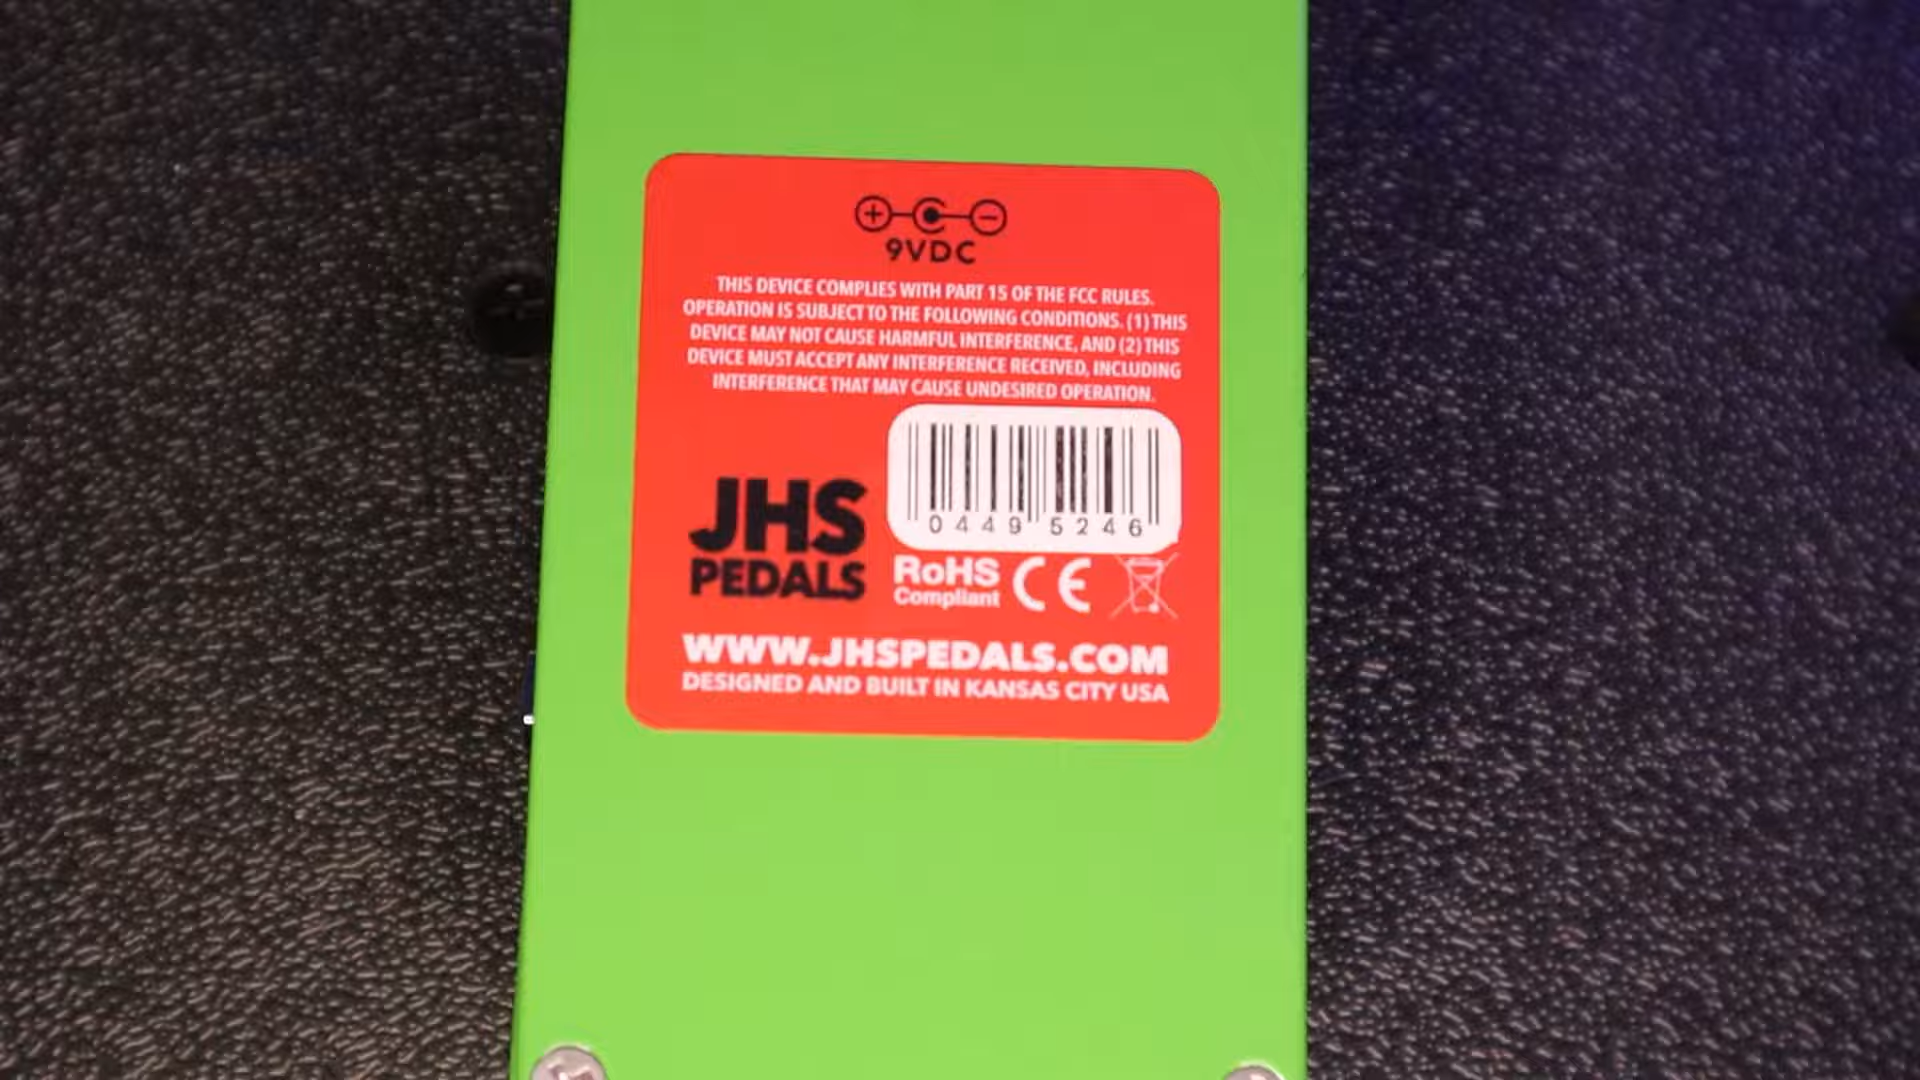 9VDC
THIS DEVICE COMPLIES WITH PART 15 OF THE FCC RULES.
OPERATION IS SUBJECT TO THE FOLLOWING CONDITIONS. (1) THIS
DEVICE MAY NOT CAUSE HARMFUL INTERFERENCE, AND (2) THIS
DEVICE MUST ACCEPT ANY INTERFERENCE RECEIVED, INCLUDING
INTERFERENCE THAT MAY CAUSE UNDESIRED OPERATION.
0449 5246
JHS
PEDALS
RoHS
Compliant
CE
WWW.JHSPEDALS.COM
DESIGNED AND BUILT IN KANSAS CITY USA